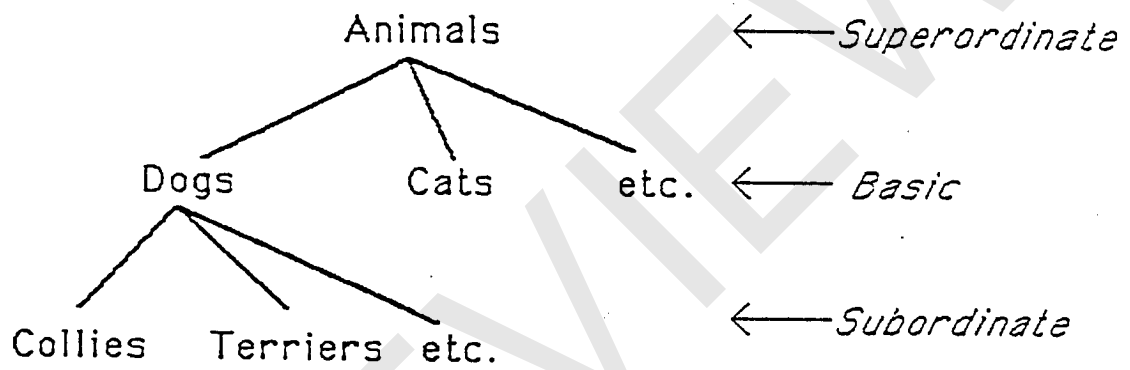 Animals ← Superordinate
Dogs Cats etc. ← Basic
Collies Terriers etc. ← Subordinate